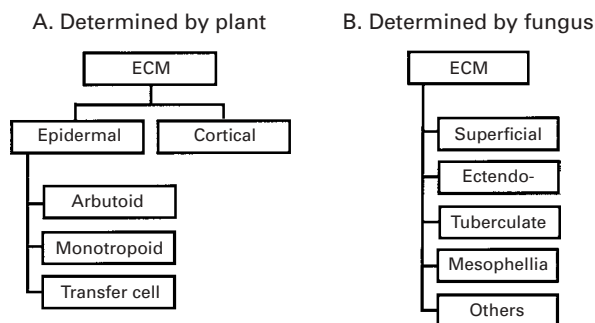 A. Determined by plant
ECM
Epidermal
Cortical
Arbutoid
Monotropoid
Transfer cell
B. Determined by fungus
ECM
Superficial
Ectendo-
Tuberculate
Mesophellia
Others